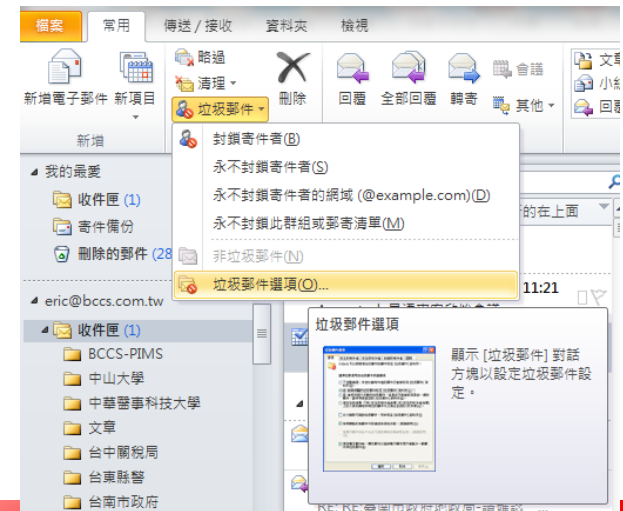 檔案 常用 傳送 / 接收 資料夾 檢視
略過
清理
垃圾郵件
新增電子郵件 新項目
刪除
回覆 全部回覆 轉寄
會議
其他
新增
封鎖寄件者(B)
永不封鎖寄件者(S)
永不封鎖寄件者的網域 (@example.com)(D)
永不封鎖此群組或郵寄清單(M)
非垃圾郵件(N)
垃圾郵件選項(O)...
我的最愛
收件匣 (1)
寄件備份
刪除的郵件 (28
的在上面
11:21
eric@bccs.com.tw
收件匣 (1)
BCCS-PIMS
中山大學
中華醫事科技大學
文章
台中關稅局
台東縣警
台南市政府
垃圾郵件選項
顯示 [垃圾郵件] 對話
方塊以設定垃圾郵件設
定。